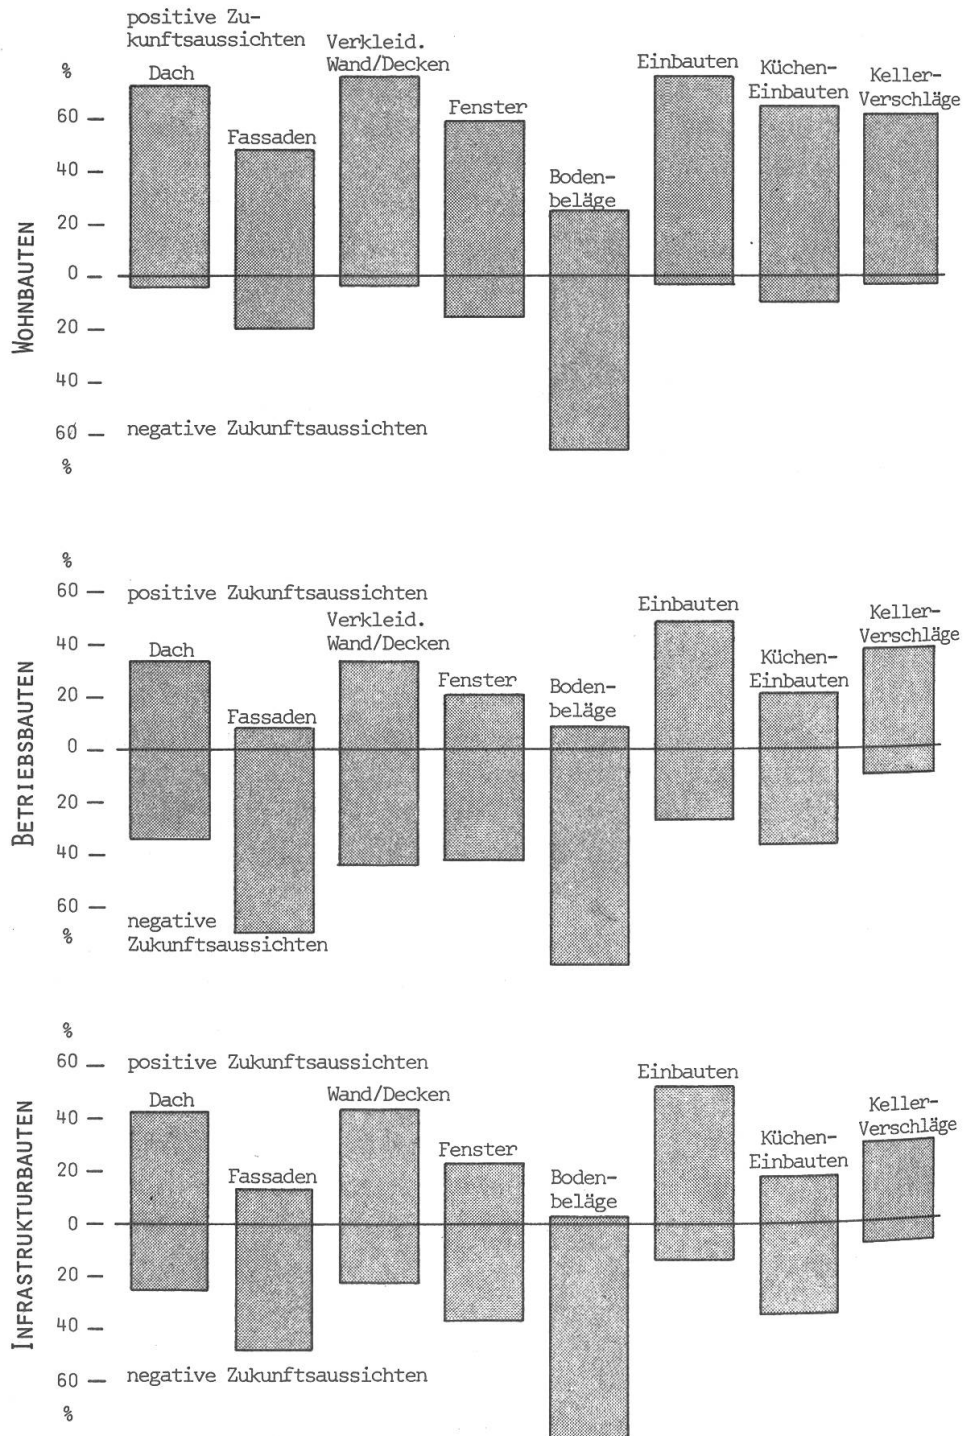 positive Zu-
kunftsaussichten
%
Dach
Fassaden
Verkleid.
Wand/Decken
Fenster
Boden-
beläge
Einbauten
Küchen-
Einbauten
Keller-
Verschläge
60
40
20
0
20
40
60
%
negative Zukunftsaussichten
WOHNBAUTEN
%
60
positive Zukunftsaussichten
Dach
Fassaden
Verkleid.
Wand/Decken
Fenster
Boden-
beläge
Einbauten
Küchen-
Einbauten
Keller-
Verschläge
40
20
0
20
40
60
%
negative
Zukunftsaussichten
BETRIEBSBAUTEN
%
60
positive Zukunftsaussichten
Dach
Fassaden
Wand/Decken
Fenster
Boden-
beläge
Einbauten
Küchen-
Einbauten
Keller-
Verschläge
40
20
0
20
40
60
negative Zukunftsaussichten
%
INFRASTRUKTURBAUTEN